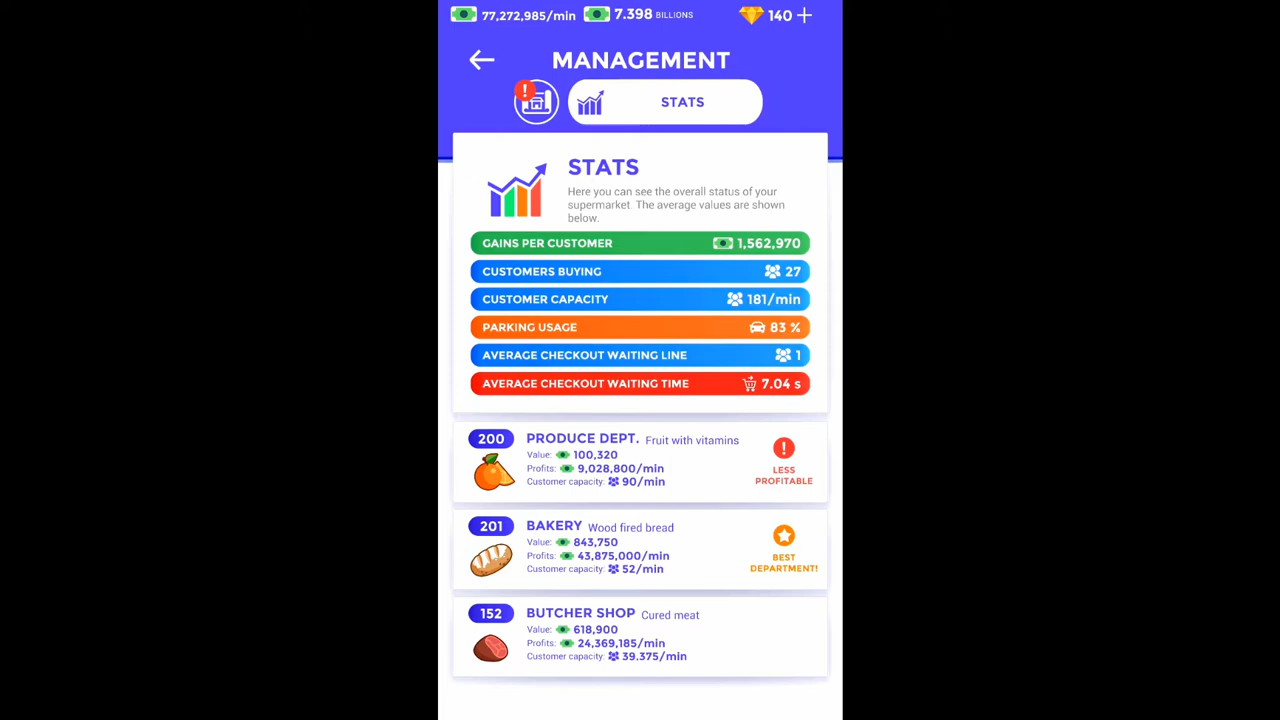 77,272,985/min 7.398 BILLIONS 140 +
MANAGEMENT
! STATS
STATS
Here you can see the overall status of your
supermarket. The average values are shown
below.
GAINS PER CUSTOMER 1,562,970
CUSTOMERS BUYING 27
CUSTOMER CAPACITY 181/min
PARKING USAGE 83 %
AVERAGE CHECKOUT WAITING LINE 1
AVERAGE CHECKOUT WAITING TIME 7.04 s
200 PRODUCE DEPT. Fruit with vitamins
Value: 100,320
Profits: 9,028,800/min
Customer capacity: 90/min
!
LESS
PROFITABLE
201 BAKERY Wood fired bread
Value: 843,750
Profits: 43,875,000/min
Customer capacity: 52/min
BEST
DEPARTMENT!
152 BUTCHER SHOP Cured meat
Value: 618,900
Profits: 24,369,185/min
Customer capacity: 39.375/min